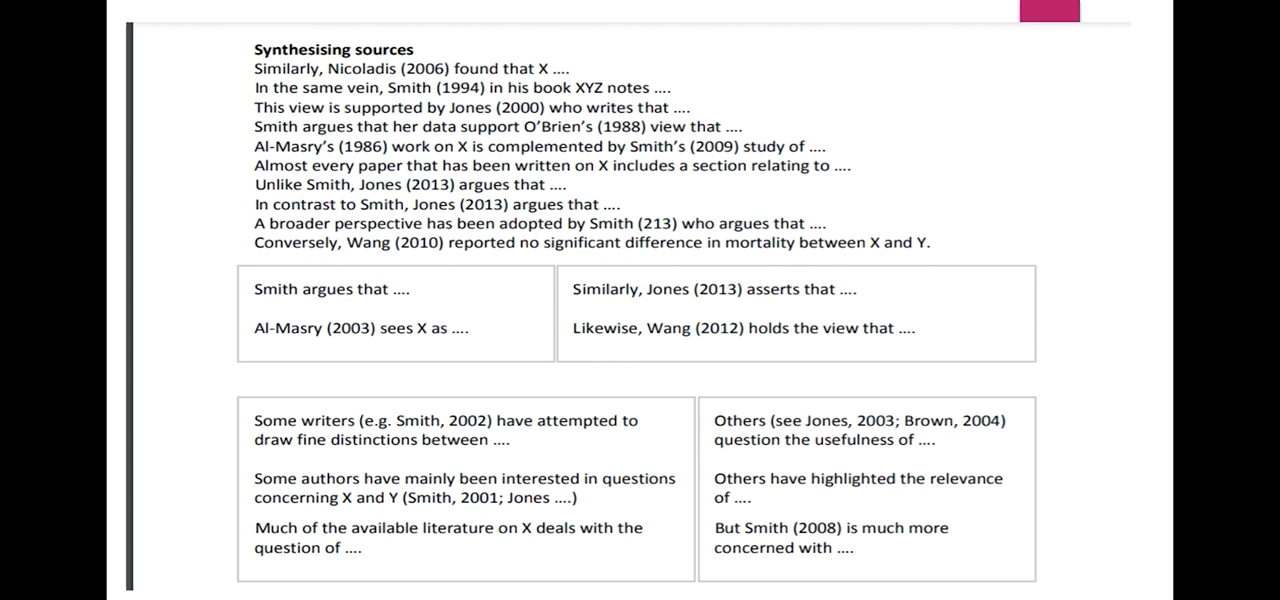 Synthesising sources
Similarly, Nicoladis (2006) found that X ....
In the same vein, Smith (1994) in his book XYZ notes ....
This view is supported by Jones (2000) who writes that ....
Smith argues that her data support O’Brien’s (1988) view that ....
Al-Masry’s (1986) work on X is complemented by Smith’s (2009) study of ....
Almost every paper that has been written on X includes a section relating to ....
Unlike Smith, Jones (2013) argues that ....
In contrast to Smith, Jones (2013) argues that ....
A broader perspective has been adopted by Smith (213) who argues that ....
Conversely, Wang (2010) reported no significant difference in mortality between X and Y.
Smith argues that ....
Al-Masry (2003) sees X as ....
Similarly, Jones (2013) asserts that ....
Likewise, Wang (2012) holds the view that ....
Some writers (e.g. Smith, 2002) have attempted to
draw fine distinctions between ....
Some authors have mainly been interested in questions
concerning X and Y (Smith, 2001; Jones ....)
Much of the available literature on X deals with the
question of ....
Others (see Jones, 2003; Brown, 2004)
question the usefulness of ....
Others have highlighted the relevance
of ....
But Smith (2008) is much more
concerned with ....